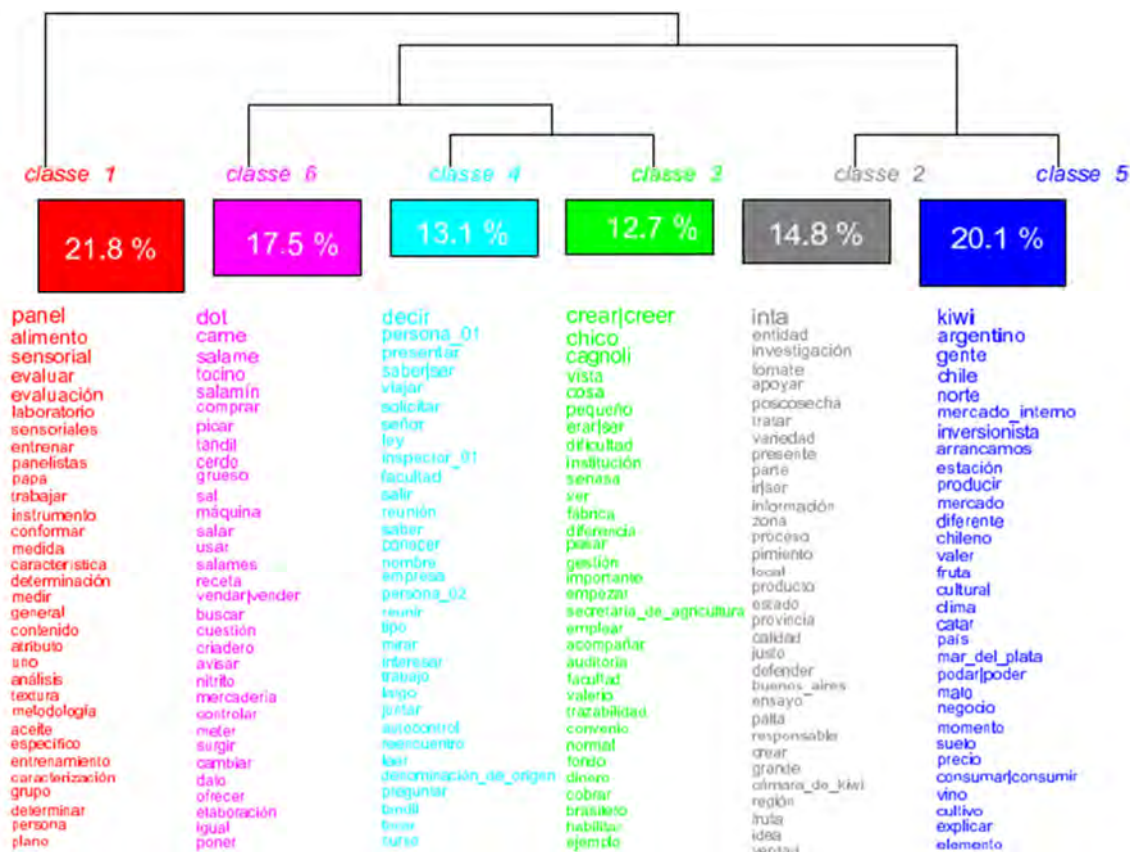 classe 1
classe 6
classe 4
classe 3
classe 2
classe 5
21.8 %
17.5 %
13.1 %
12.7 %
14.8 %
20.1 %
panel
alimento
sensorial
evaluar
evaluación
laboratorio
sensoriales
entrenar
panelistas
papa
trabajar
instrumento
conformar
medida
característica
determinación
medir
general
contenido
atributo
uno
análisis
textura
metodología
aceite
específico
entrenamiento
caracterización
grupo
determinar
persona
plano
dot
carne
salame
tocino
salamín
comprar
picar
tandil
cerdo
grueso
sal
máquina
salar
usar
salames
receta
vendar|vender
buscar
cuestión
criadero
avisar
nitrito
mercadería
controlar
meter
surgir
cambiar
dato
ofrecer
elaboración
igual
poner
decir
persona_01
presentar
saber|ser
viajar
solicitar
señor
ley
inspector_01
facultad
salir
reunión
saber
conocer
nombre
empresa
persona_02
reunir
tipo
mirar
interesar
trabajo
largo
juntar
autocontrol
reencuentro
leer
denominación_de_origen
preguntar
tandil
curso
crear|creer
chico
cagnoli
vista
cosa
pequeño
erar|ser
dificultad
institución
senasa
ver
fábrica
diferencia
pasar
gestión
importante
empezar
secretaria_de_agricultura
emplear
acompañar
auditoría
facultad
valerio
trazabilidad
convenio
normal
fondo
dinero
cobrar
brasilero
habilitar
ejemplo
inta
entidad
investigación
tomate
apoyar
poscosecha
tratar
variedad
presente
parte
ir|ser
información
zona
proceso
pimiento
local
producto
estado
provincia
calidad
justo
defender
buenos_aires
ensayo
palta
responsable
crear
grande
cámara_de_kiwi
región
fruta
idea
kiwi
argentino
gente
chile
norte
mercado_interno
inversionista
arrancamos
estación
producir
mercado
diferente
chileno
valer
fruta
cultural
clima
catar
país
mar_del_plata
podar|poder
malo
negocio
momento
suelo
precio
consumar|consumir
vino
cultivo
explicar
elemento